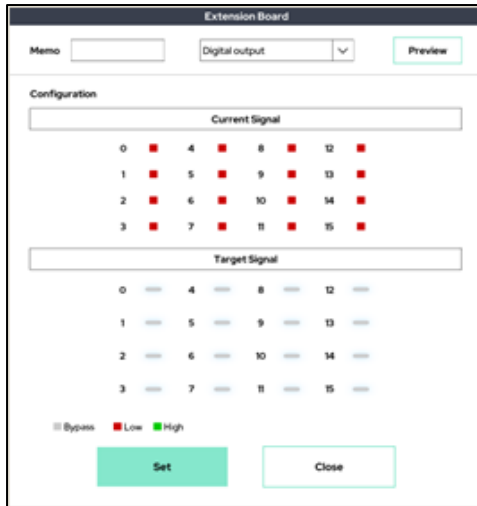 Extension Board
Memo Digital output Preview
Configuration
Current Signal
0 4 8 12
1 5 9 13
2 6 10 14
3 7 11 15
Target Signal
0 4 8 12
1 5 9 13
2 6 10 14
3 7 11 15
Bypass Low High
Set Close